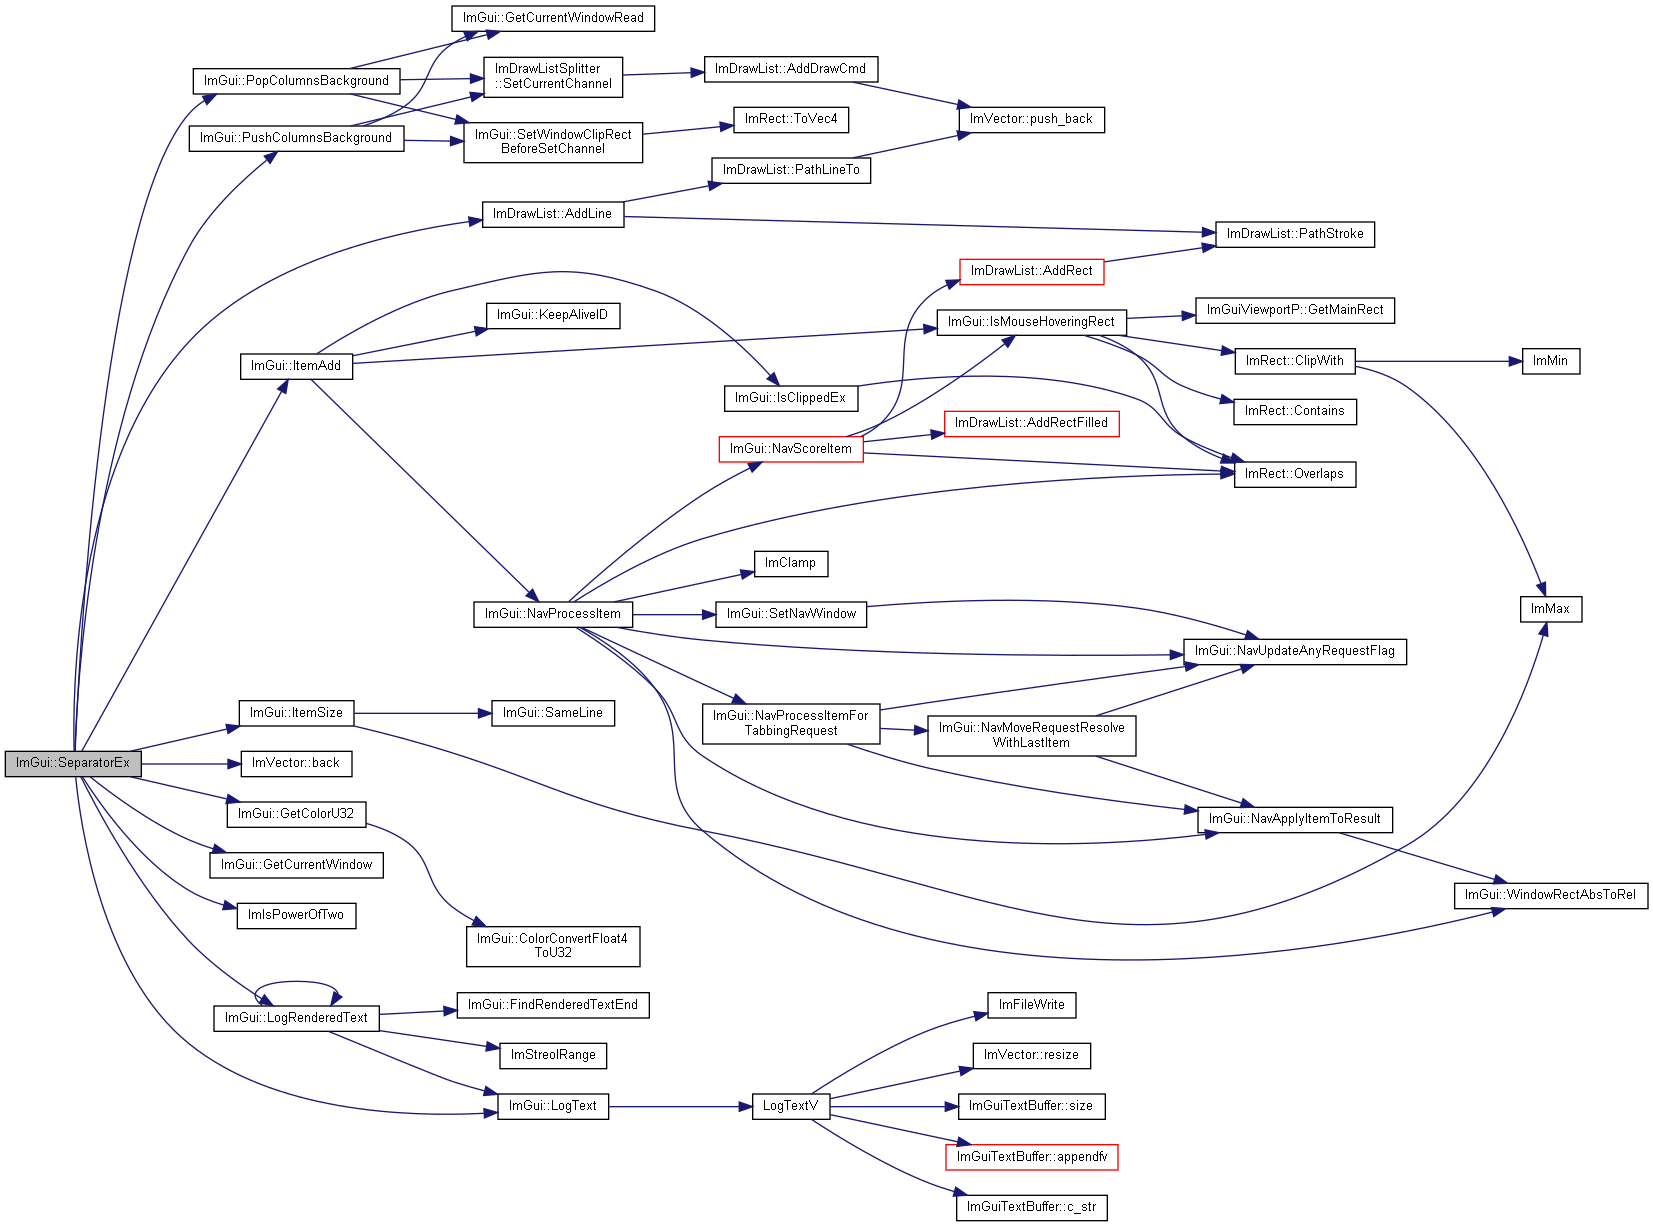 ImGui::GetCurrentWindowRead
ImGui::PopColumnsBackground
ImDrawListSplitter
::SetCurrentChannel
ImDrawList::AddDrawCmd
ImVector::push_back
ImGui::PushColumnsBackground
ImGui::SetWindowClipRect
BeforeSetChannel
ImRect::ToVec4
ImDrawList::PathLineTo
ImDrawList::AddLine
ImDrawList::PathStroke
ImDrawList::AddRect
ImGui::KeepAliveID
ImGui::IsMouseHoveringRect
ImGuiViewportP::GetMainRect
ImGui::ItemAdd
ImRect::ClipWith
ImMin
ImGui::IsClippedEx
ImRect::Contains
ImDrawList::AddRectFilled
ImGui::NavScoreItem
ImRect::Overlaps
ImClamp
ImGui::NavProcessItem
ImGui::SetNavWindow
ImMax
ImGui::NavUpdateAnyRequestFlag
ImGui::ItemSize
ImGui::SameLine
ImGui::NavProcessItemFor
TabbingRequest
ImGui::NavMoveRequestResolve
WithLastItem
ImGui::SeparatorEx
ImVector::back
ImGui::GetColorU32
ImGui::NavApplyItemToResult
ImGui::GetCurrentWindow
ImGui::WindowRectAbsToRel
ImIsPowerOfTwo
ImGui::ColorConvertFloat4
ToU32
ImGui::LogRenderedText
ImGui::FindRenderedTextEnd
ImFileWrite
ImStreolRange
ImVector::resize
ImGui::LogText
LogTextV
ImGuiTextBuffer::size
ImGuiTextBuffer::appendfv
ImGuiTextBuffer::c_str